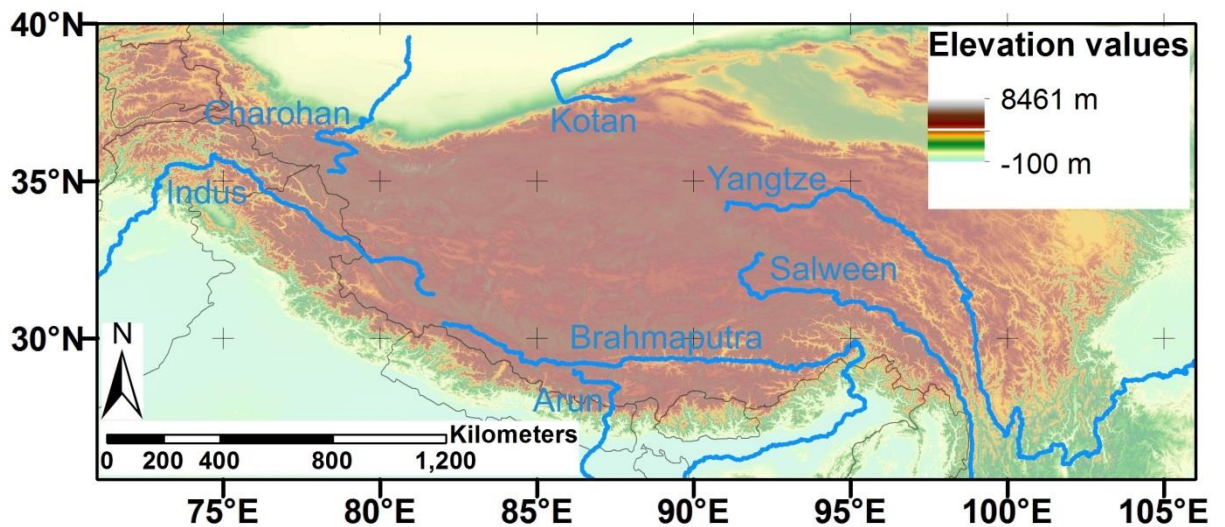 40°N
35°N
30°N
Elevation values
8461 m
-100 m
Charohan
Kotan
Indus
Yangtze
Salween
Brahmaputra
Arun
N
Kilometers
0 200 400 800 1,200
75°E 80°E 85°E 90°E 95°E 100°E 105°E